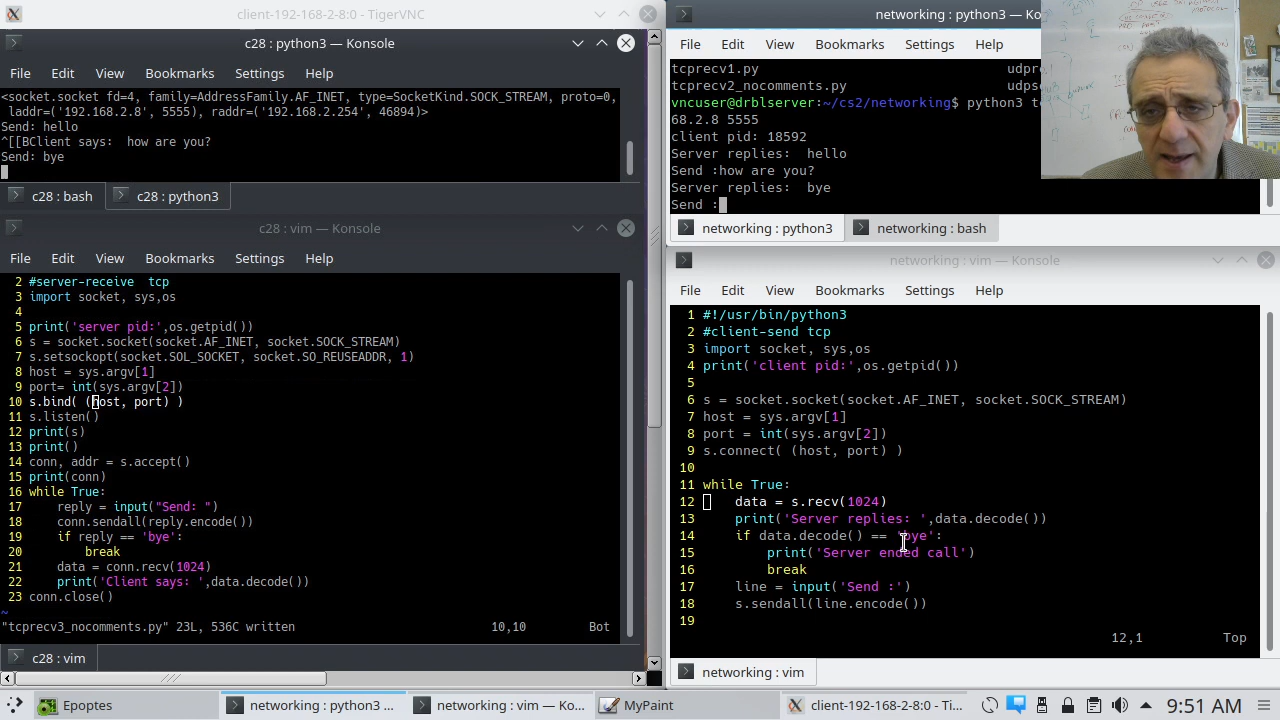 client-192-168-2-8:0 - TigerVNC
c28 : python3 — Konsole
File Edit View Bookmarks Settings Help
<socket.socket fd=4, family=AddressFamily.AF_INET, type=SocketKind.SOCK_STREAM, proto=0,
laddr=('192.168.2.8', 5555), raddr=('192.168.2.254', 46894)>
Send: hello
^[[BClient says:  how are you?
Send: bye
c28 : bash c28 : python3
c28 : vim — Konsole
File Edit View Bookmarks Settings Help
2 #server-receive  tcp
3 import socket, sys,os
4
5 print('server pid:',os.getpid())
6 s = socket.socket(socket.AF_INET, socket.SOCK_STREAM)
7 s.setsockopt(socket.SOL_SOCKET, socket.SO_REUSEADDR, 1)
8 host = sys.argv[1]
9 port= int(sys.argv[2])
10 s.bind( (host, port) )
11 s.listen()
12 print(s)
13 print()
14 conn, addr = s.accept()
15 print(conn)
16 while True:
17     reply = input("Send: ")
18     conn.sendall(reply.encode())
19     if reply == 'bye':
20         break
21     data = conn.recv(1024)
22     print('Client says: ',data.decode())
23 conn.close()
~
"tcprecv3_nocomments.py" 23L, 536C written 10,10 Bot
c28 : vim
networking : python3 — Ko
File Edit View Bookmarks Settings Help
tcprecv1.py udpr
tcprecv2_nocomments.py udps
vncuser@drblserver:~/cs2/networking$ python3 t
68.2.8 5555
client pid: 18592
Server replies:  hello
Send :how are you?
Server replies:  bye
Send :
networking : python3 networking : bash
networking : vim — Konsole
File Edit View Bookmarks Settings Help
1 #!/usr/bin/python3
2 #client-send tcp
3 import socket, sys,os
4 print('client pid:',os.getpid())
5
6 s = socket.socket(socket.AF_INET, socket.SOCK_STREAM)
7 host = sys.argv[1]
8 port = int(sys.argv[2])
9 s.connect( (host, port) )
10
11 while True:
12     data = s.recv(1024)
13     print('Server replies: ',data.decode())
14     if data.decode() == 'bye':
15         print('Server ended call')
16         break
17     line = input('Send :')
18     s.sendall(line.encode())
19
12,1 Top
networking : vim
Epoptes networking : python3 ... networking : vim — Ko... MyPaint client-192-168-2-8:0 - Ti... 9:51 AM